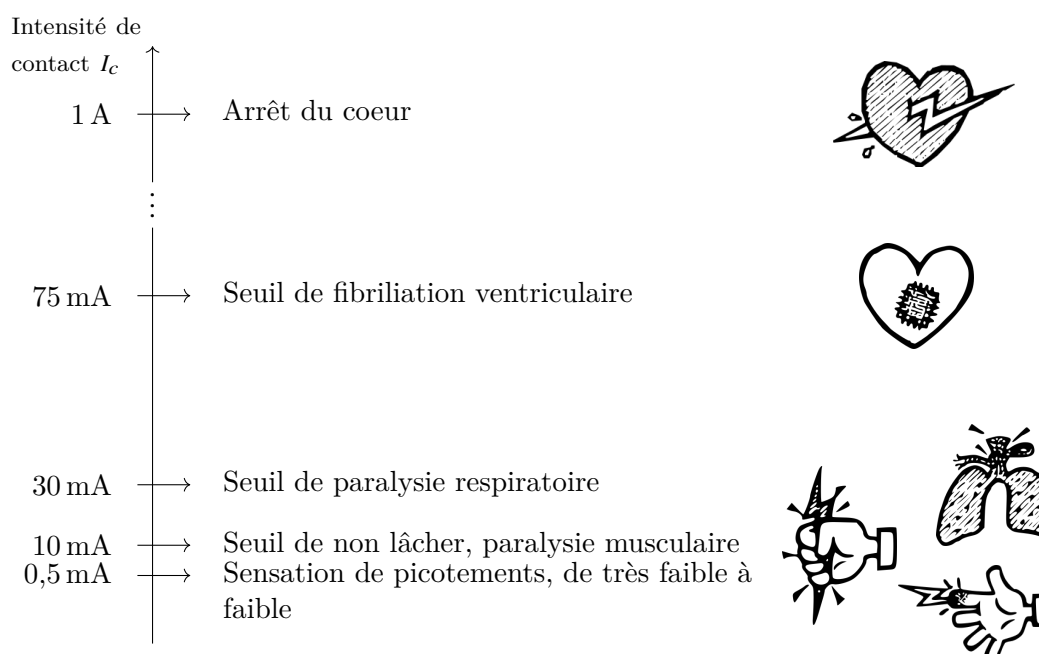 Intensité de
contact Ic
1 A
Arrêt du coeur
⋮
75 mA
Seuil de fibriliation ventriculaire
30 mA
Seuil de paralysie respiratoire
10 mA
Seuil de non lâcher, paralysie musculaire
0,5 mA
Sensation de picotements, de très faible à
faible